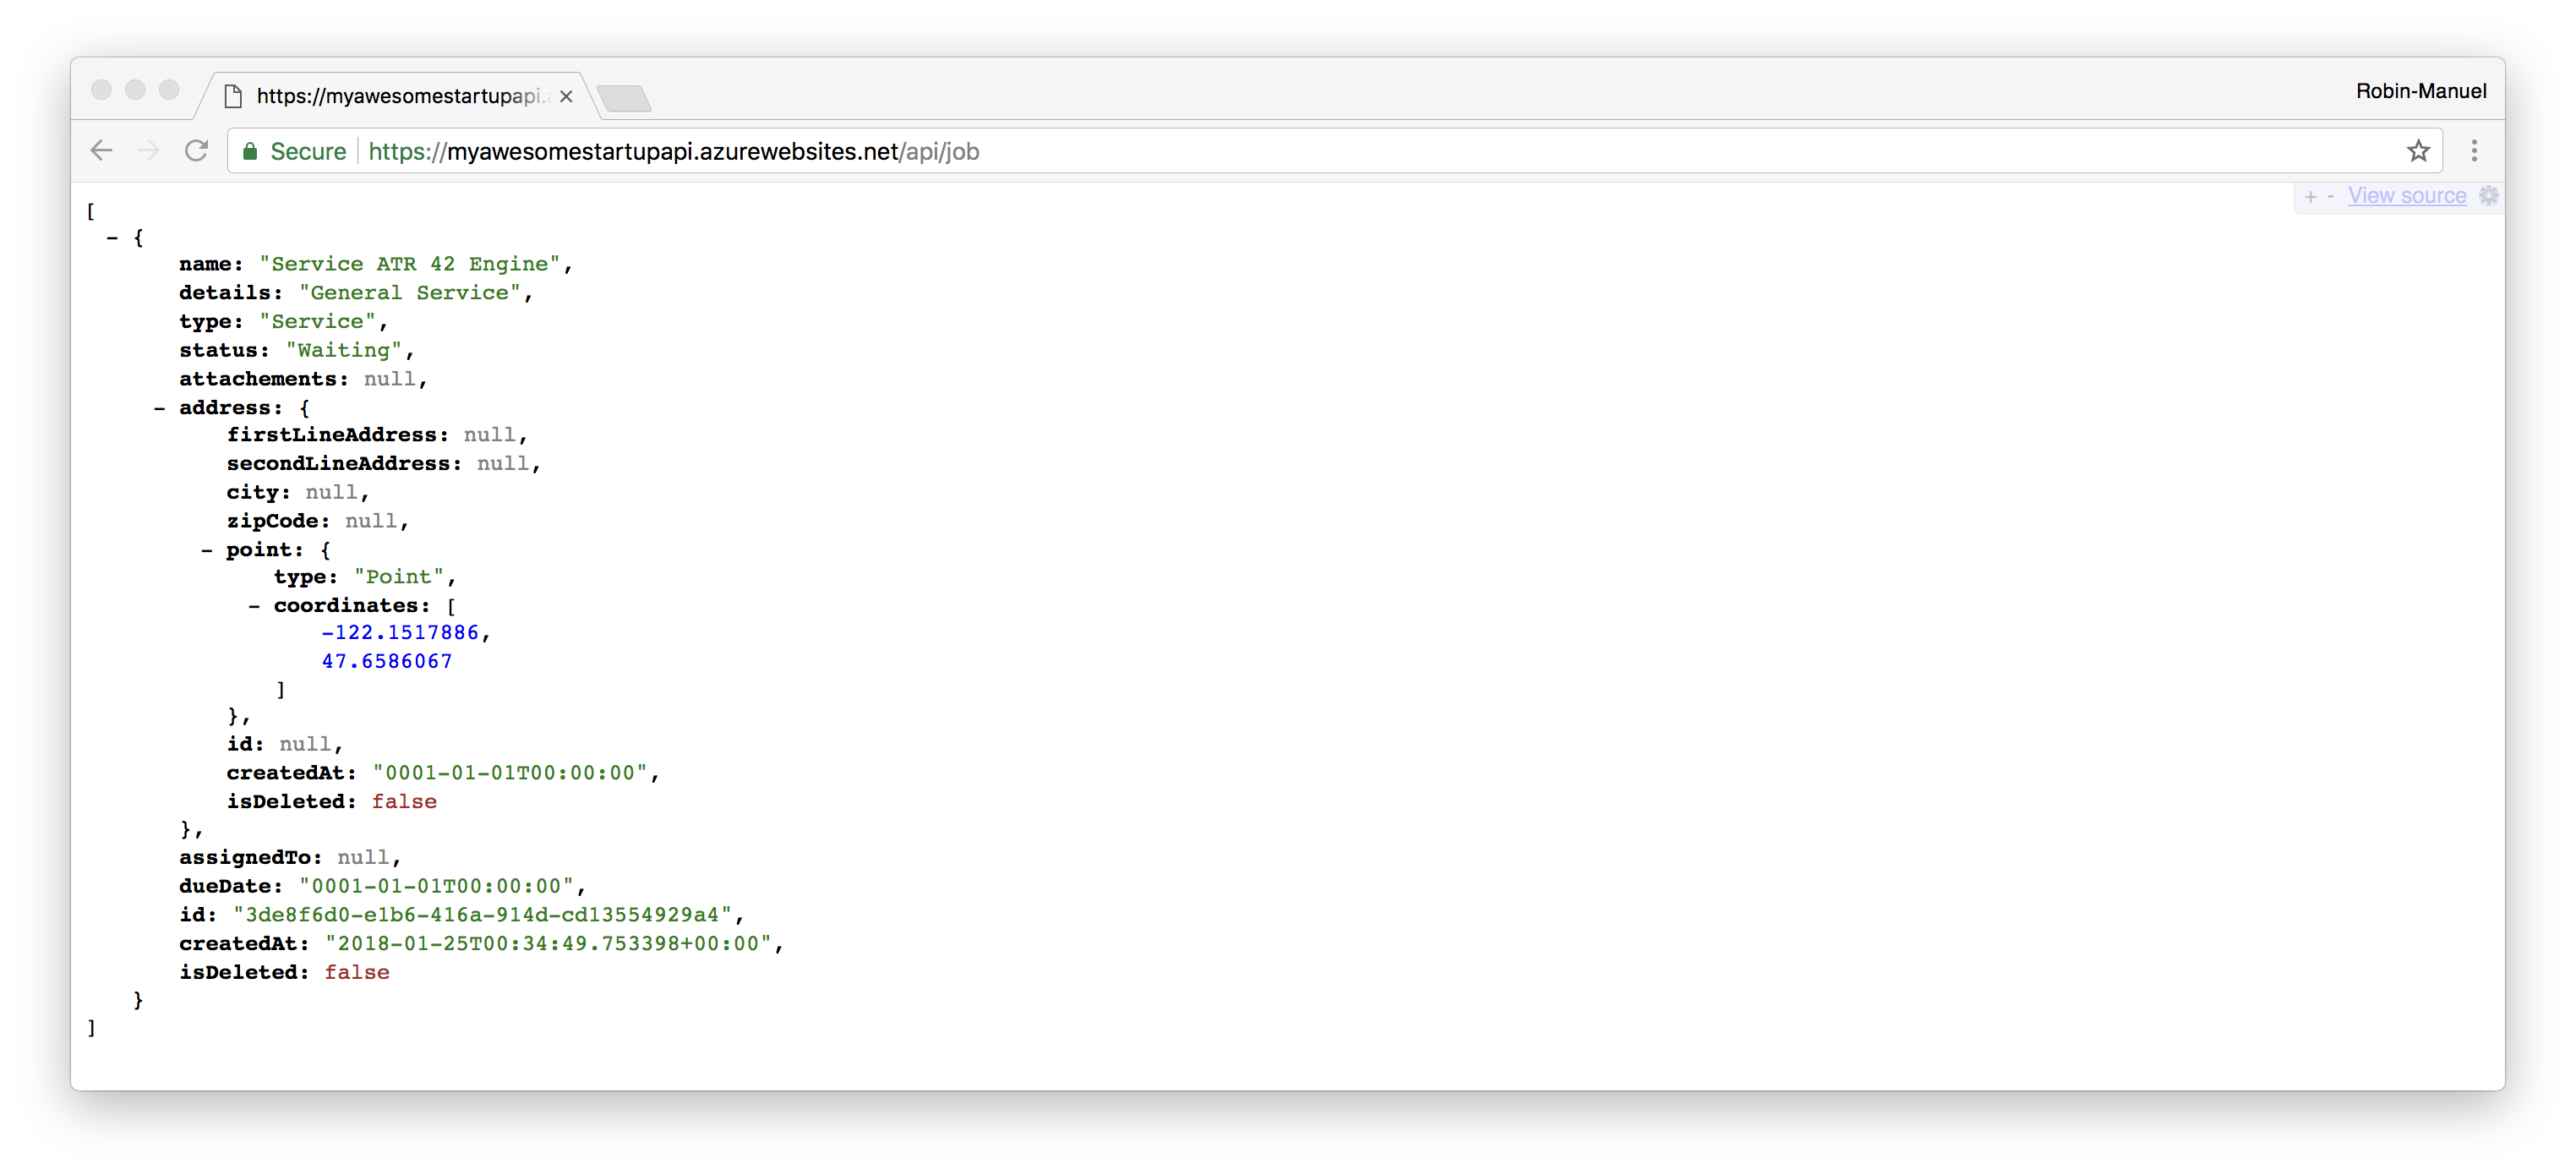 https://myawesomestartupapi.
Robin-Manuel
Secure https://myawesomestartupapi.azurewebsites.net/api/job
+ - View source
[
- {
name: "Service ATR 42 Engine",
details: "General Service",
type: "Service",
status: "Waiting",
attachements: null,
- address: {
firstLineAddress: null,
secondLineAddress: null,
city: null,
zipCode: null,
- point: {
type: "Point",
- coordinates: [
-122.1517886,
47.6586067
]
},
id: null,
createdAt: "0001-01-01T00:00:00",
isDeleted: false
},
assignedTo: null,
dueDate: "0001-01-01T00:00:00",
id: "3de8f6d0-e1b6-416a-914d-cd13554929a4",
createdAt: "2018-01-25T00:34:49.753398+00:00",
isDeleted: false
}
]